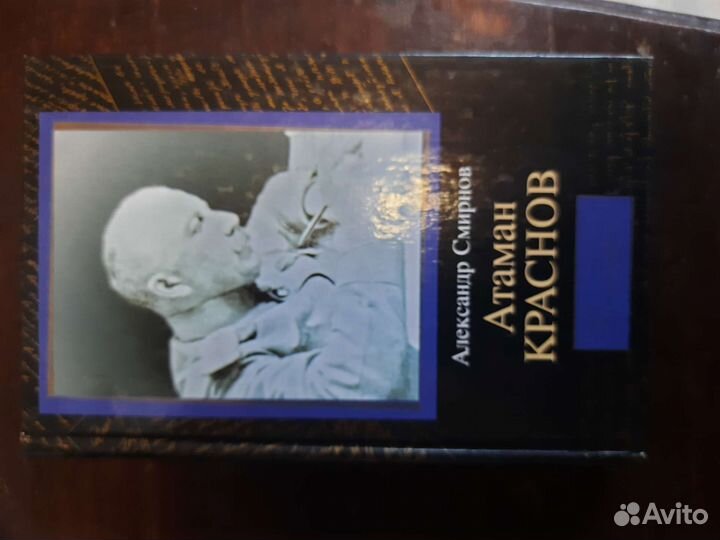 Александр Смирнов
Атаман
КРАСНОВ
Avito